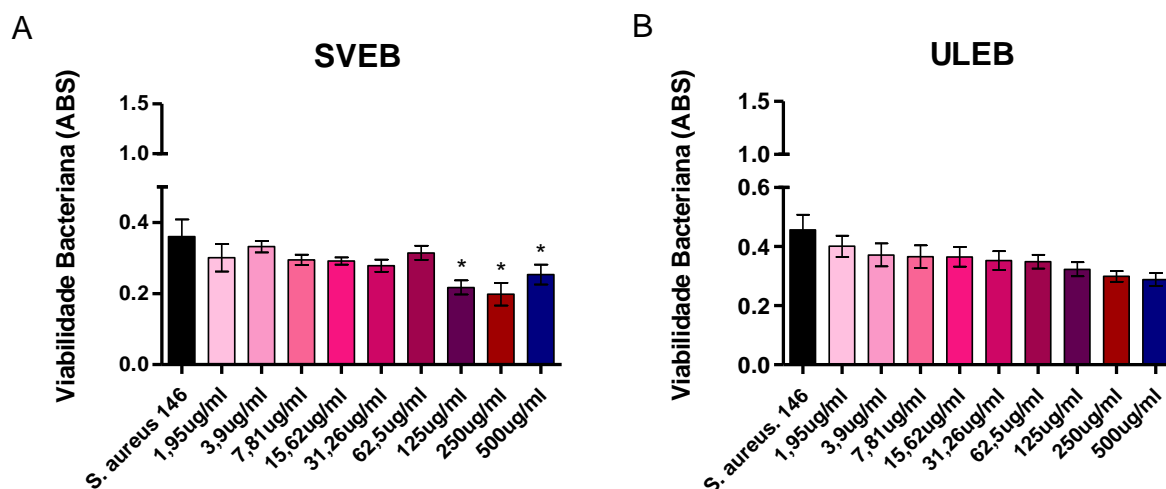 A
SVEB
Viabilidade Bacteriana (ABS)
1.5
1.0
0.4
0.2
0.0
*
*
*
S. aureus 146
1,95ug/ml
3,9ug/ml
7,81ug/ml
15,62ug/ml
31,26ug/ml
62,5ug/ml
125ug/ml
250ug/ml
500ug/ml
B
ULEB
Viabilidade Bacteriana (ABS)
1.5
1.0
0.6
0.4
0.2
0.0
S. aureus. 146
1,95ug/ml
3,9ug/ml
7,81ug/ml
15,62ug/ml
31,26ug/ml
62,5ug/ml
125ug/ml
250ug/ml
500ug/ml